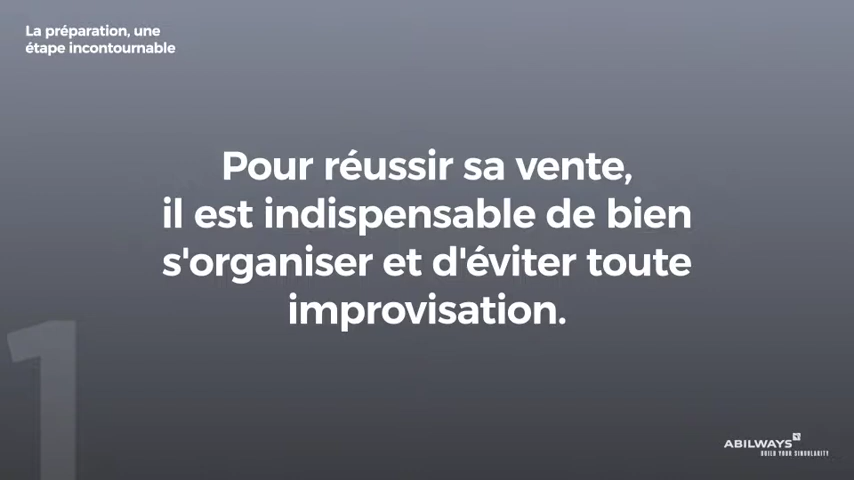 La préparation, une
étape incontournable
Pour réussir sa vente,
il est indispensable de bien
s'organiser et d'éviter toute
improvisation.
1
ABILWAYS
BUILD YOUR SINGULARITY